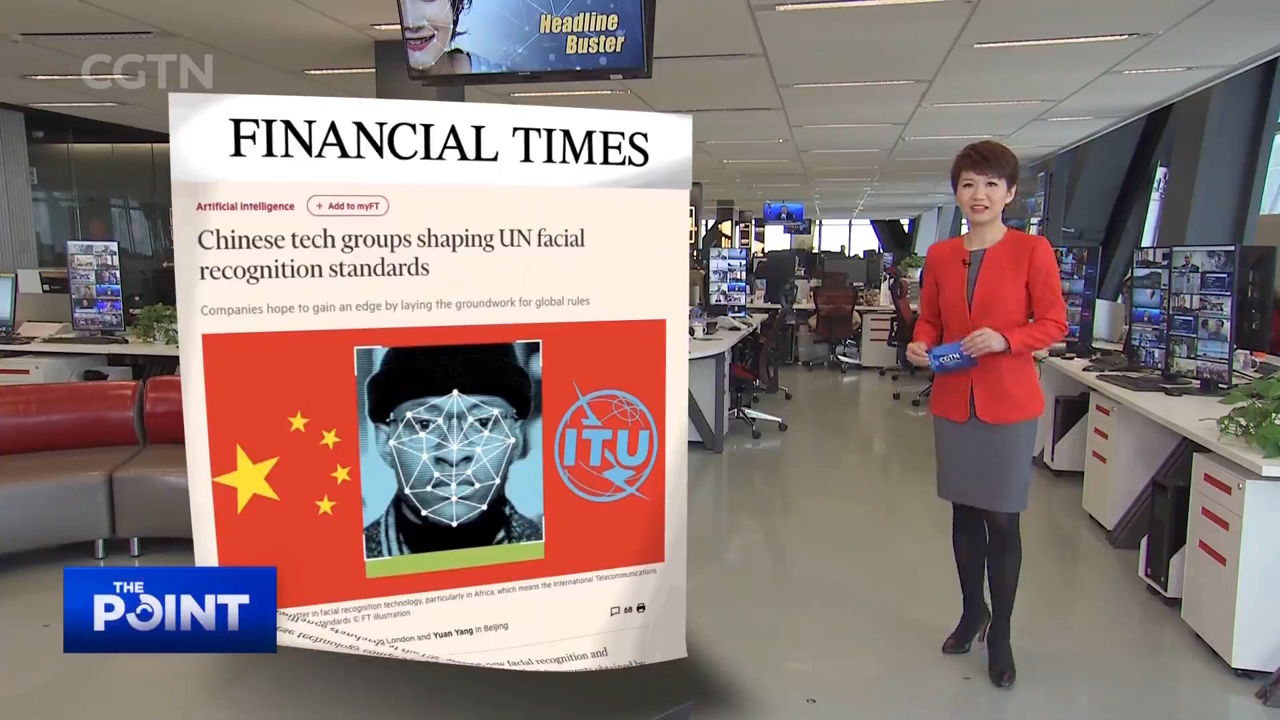 Headline
Buster
CGTN
FINANCIAL TIMES
Artificial intelligence
+ Add to myFT
Chinese tech groups shaping UN facial
recognition standards
Companies hope to gain an edge by laying the groundwork for global rules
ITU
CGTN
in facial recognition technology, particularly in Africa, which means the International Telecommunications
standards © FT illustration
68
London and Yuan Yang in Beijing
facial recognition and
THE
POINT